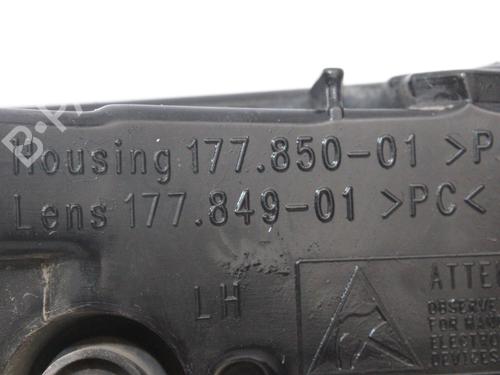 Housing 177.850-01 >P
Lens 177.849-01 >PC<
LH
ATTE
OBSERVE
FOR HAN
ELECTRO
DEVICES